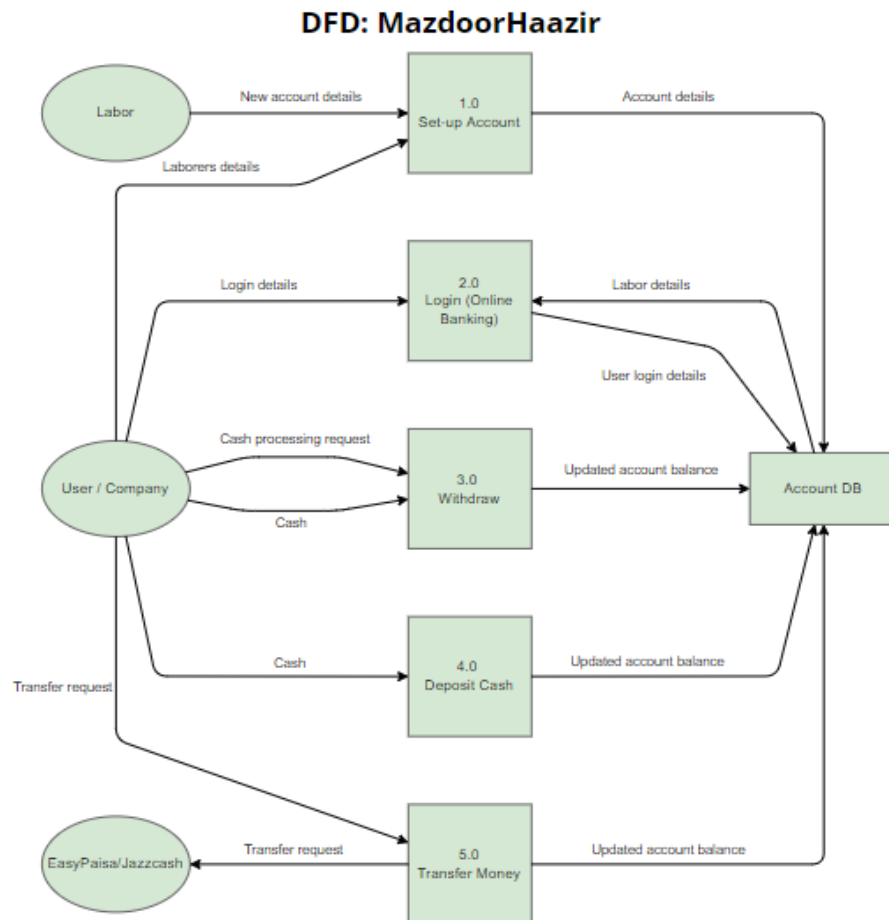 DFD: MazdoorHaazir
Labor
New account details
1.0
Set-up Account
Account details
Laborers details
Login details
2.0
Login (Online
Banking)
Labor details
User login details
User / Company
Cash processing request
Cash
3.0
Withdraw
Updated account balance
Account DB
Cash
4.0
Deposit Cash
Updated account balance
Transfer request
EasyPaisa/Jazzcash
Transfer request
5.0
Transfer Money
Updated account balance